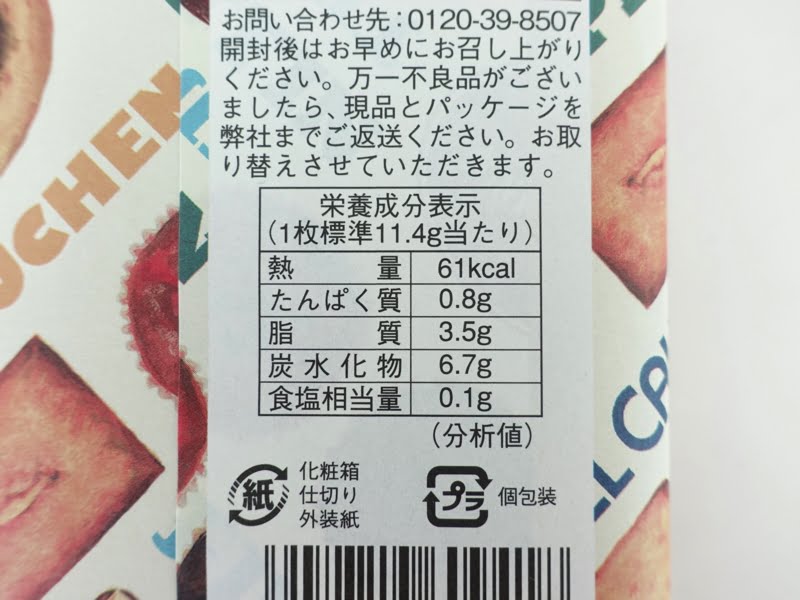 お問い合わせ先:0120-39-8507
開封後はお早めにお召し上がり
ください。万一不良品がござい
ましたら、現品とパッケージを
弊社までご返送ください。お取
り替えさせていただきます。
栄養成分表示
(1枚標準11.4g当たり)
熱量 61kcal
たんぱく質 0.8g
脂質 3.5g
炭水化物 6.7g
食塩相当量 0.1g
(分析値)
紙
化粧箱
仕切り
外装紙
プラ
個包装
UCHEN
LL CA